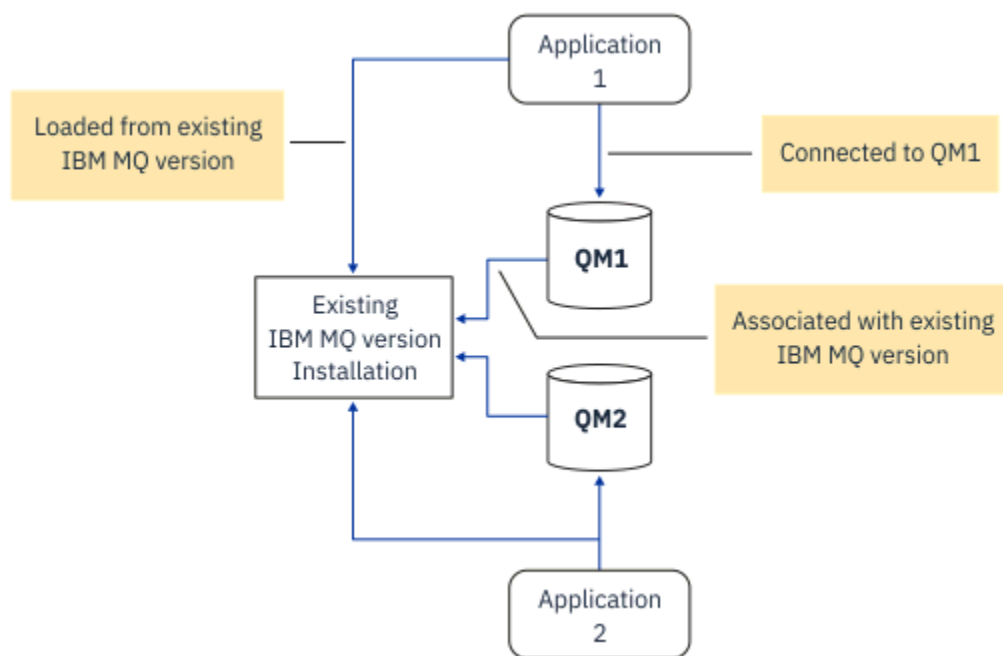 Application
1
Loaded from existing
IBM MQ version
Connected to QM1
QM1
Existing
IBM MQ version
Installation
Associated with existing
IBM MQ version
QM2
Application
2